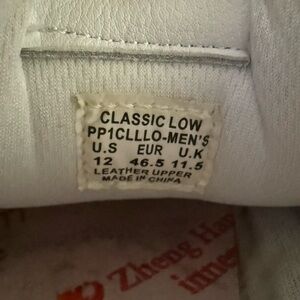 CLASSIC LOW
PP1CLLLO-MEN'S
U.S EUR U.K
12 46.5 11.5
LEATHER UPPER
MADE IN CHINA
Zheng